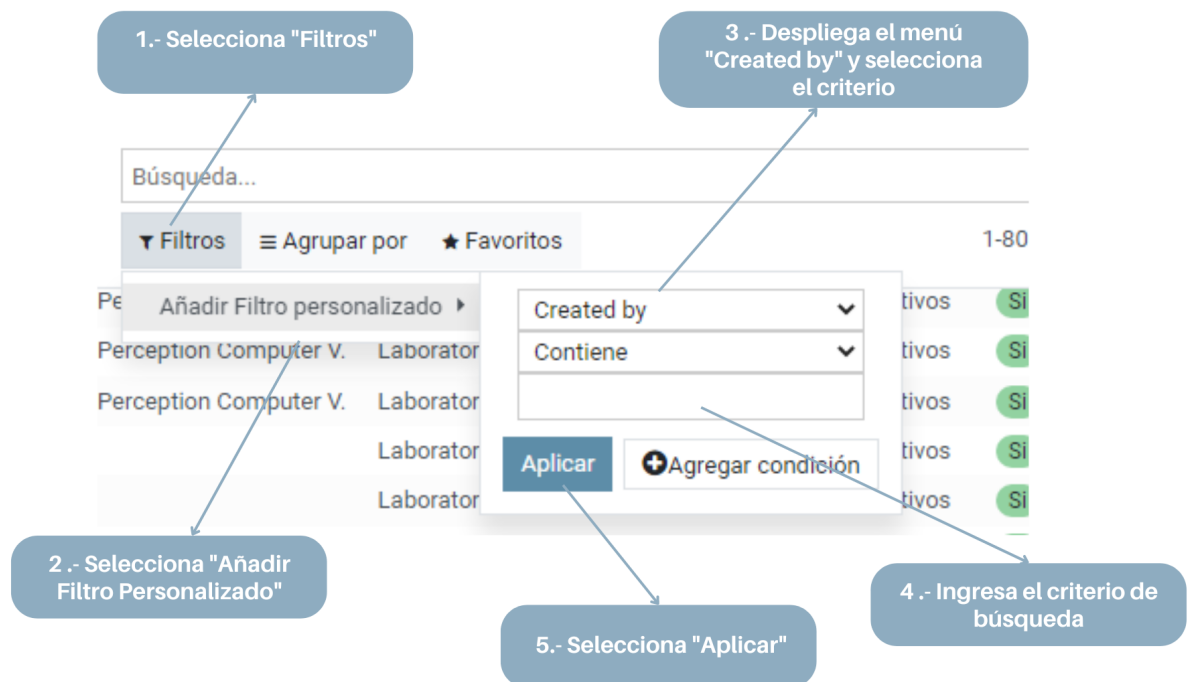 1.- Selecciona "Filtros"
3 .- Despliega el menú
"Created by" y selecciona
el criterio
Búsqueda...
Filtros
Agrupar por
Favoritos
1-80
Añadir Filtro personalizado
Created by
Contiene
Aplicar
Agregar condición
Pe
tivos
Si
Perception Computer V.
Laborator
tivos
Si
Perception Computer V.
Laborator
tivos
Si
Laborator
tivos
Si
Laborator
tivos
Si
2 .- Selecciona "Añadir
Filtro Personalizado"
4 .- Ingresa el criterio de
búsqueda
5.- Selecciona "Aplicar"